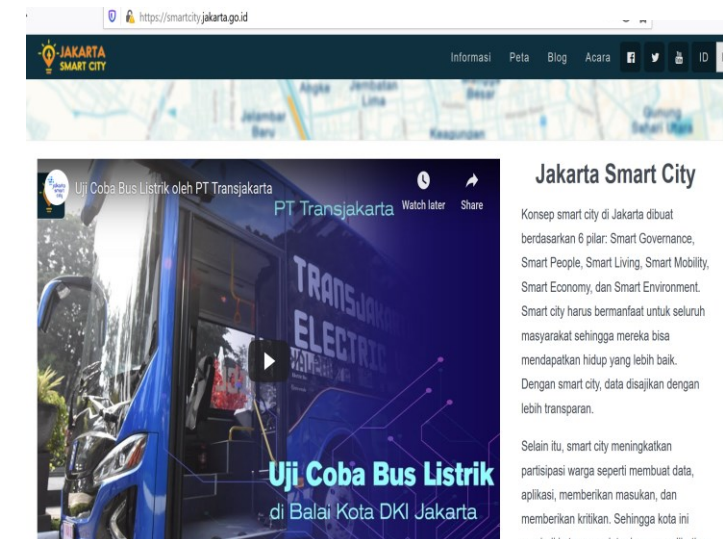 https://smartcity.jakarta.go.id
JAKARTA
SMART CITY
Informasi Peta Blog Acara ID
Angke
Jembatan
Lima
Besar
Jelambar
Baru
Keagungan
Gunung
Sahari Utara
Uji Coba Bus Listrik oleh PT Transjakarta
Watch later Share
PT Transjakarta
TRANSJAKA
ELECTRIC
Uji Coba Bus Listrik
di Balai Kota DKI Jakarta
Jakarta Smart City
Konsep smart city di Jakarta dibuat
berdasarkan 6 pilar: Smart Governance,
Smart People, Smart Living, Smart Mobility,
Smart Economy, dan Smart Environment.
Smart city harus bermanfaat untuk seluruh
masyarakat sehingga mereka bisa
mendapatkan hidup yang lebih baik.
Dengan smart city, data disajikan dengan
lebih transparan.
Selain itu, smart city meningkatkan
partisipasi warga seperti membuat data,
aplikasi, memberikan masukan, dan
memberikan kritikan. Sehingga kota ini